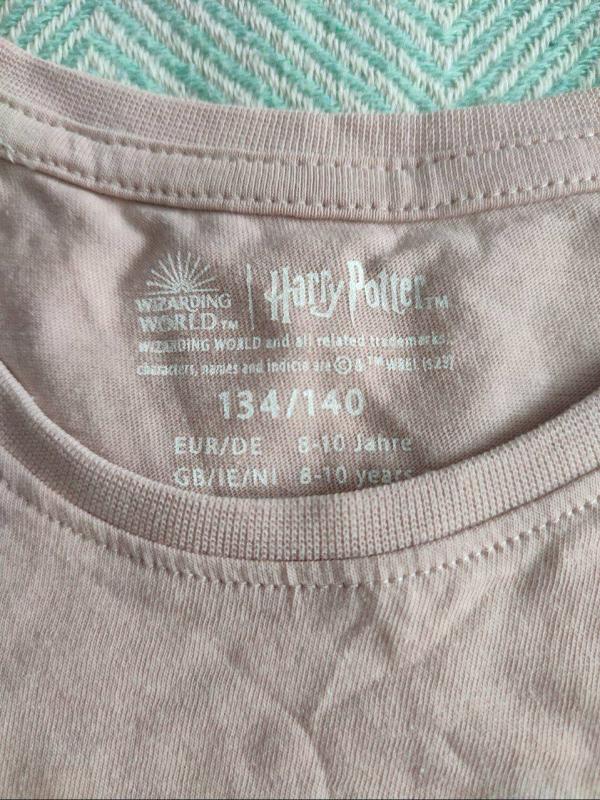 WIZARDING
WORLD™
Harry Potter™
WIZARDING WORLD and all related trademarks,
characters, names and indicia are © & ™ WBEI. (s23)
134/140
EUR/DE 8-10 Jahre
GB/IE/NI 8-10 years